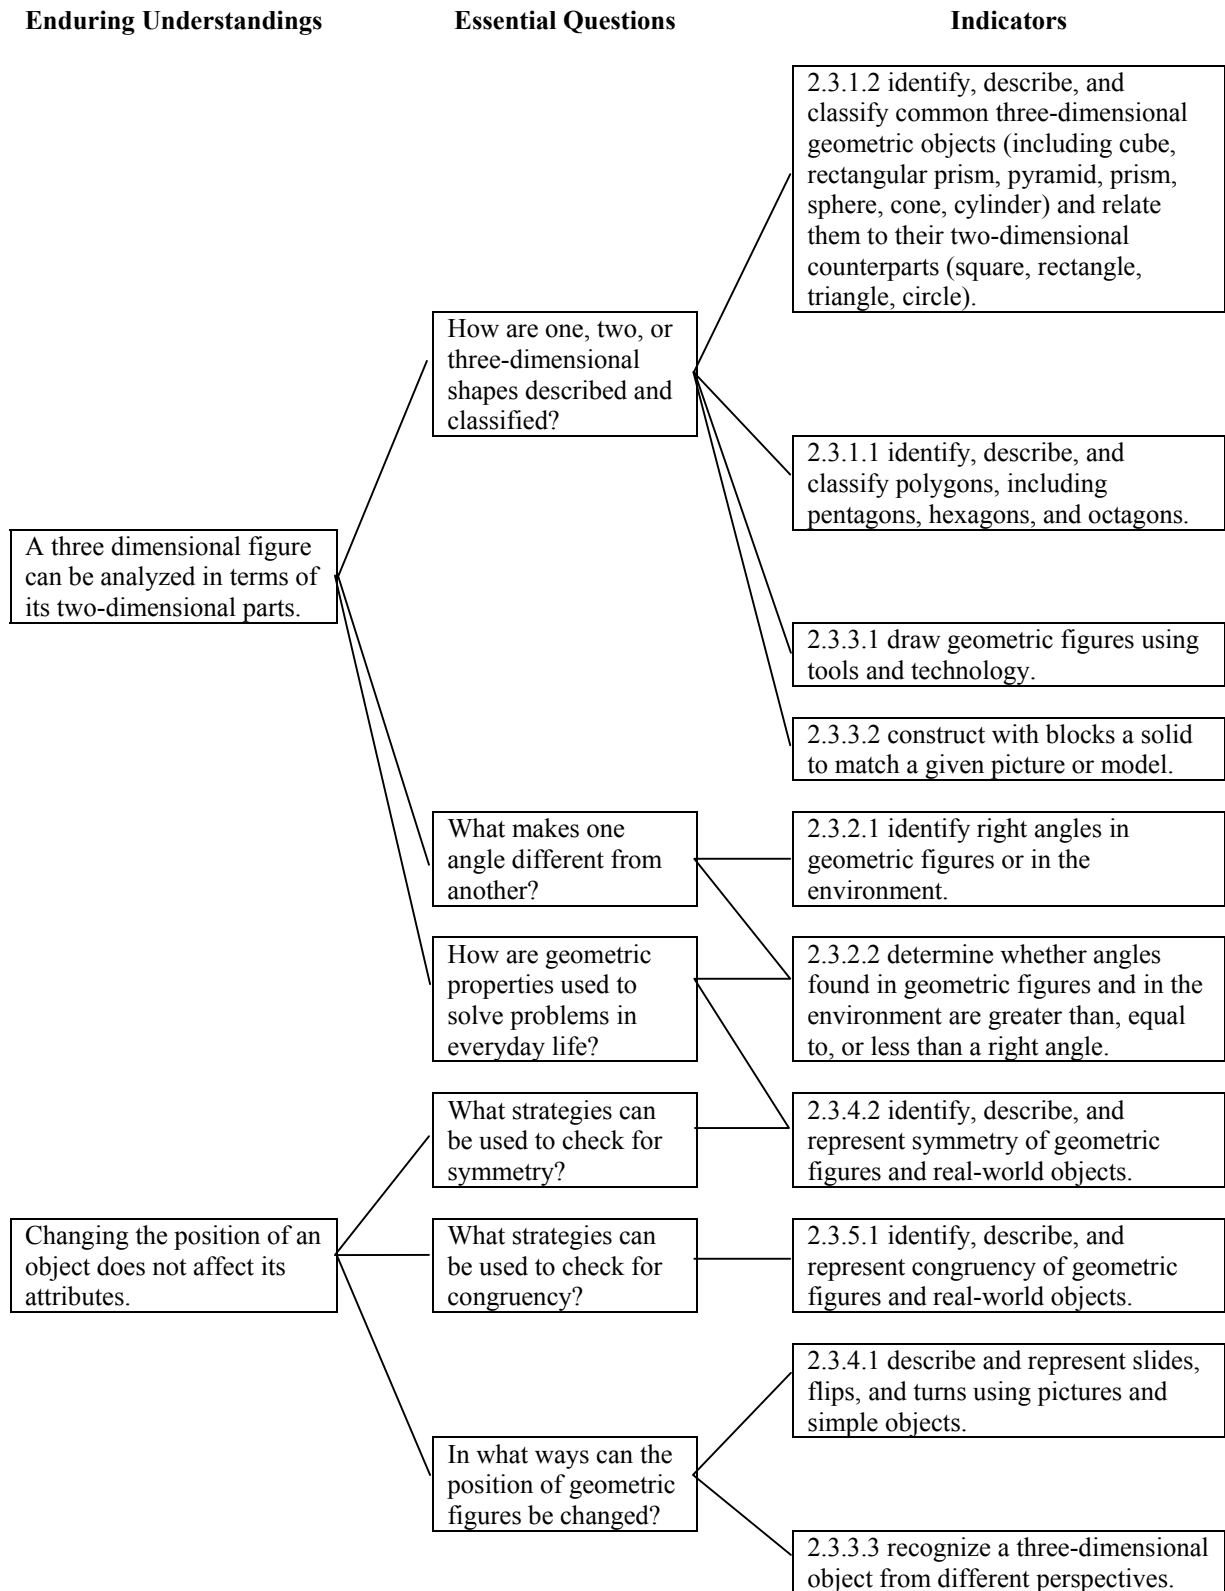 Enduring Understandings
Essential Questions
Indicators
2.3.1.2 identify, describe, and
classify common three-dimensional
geometric objects (including cube,
rectangular prism, pyramid, prism,
sphere, cone, cylinder) and relate
them to their two-dimensional
counterparts (square, rectangle,
triangle, circle).
How are one, two, or
three-dimensional
shapes described and
classified?
2.3.1.1 identify, describe, and
classify polygons, including
pentagons, hexagons, and octagons.
A three dimensional figure
can be analyzed in terms of
its two-dimensional parts.
2.3.3.1 draw geometric figures using
tools and technology.
2.3.3.2 construct with blocks a solid
to match a given picture or model.
What makes one
angle different from
another?
2.3.2.1 identify right angles in
geometric figures or in the
environment.
How are geometric
properties used to
solve problems in
everyday life?
2.3.2.2 determine whether angles
found in geometric figures and in the
environment are greater than, equal
to, or less than a right angle.
What strategies can
be used to check for
symmetry?
2.3.4.2 identify, describe, and
represent symmetry of geometric
figures and real-world objects.
Changing the position of an
object does not affect its
attributes.
What strategies can
be used to check for
congruency?
2.3.5.1 identify, describe, and
represent congruency of geometric
figures and real-world objects.
2.3.4.1 describe and represent slides,
flips, and turns using pictures and
simple objects.
In what ways can the
position of geometric
figures be changed?
2.3.3.3 recognize a three-dimensional
object from different perspectives.